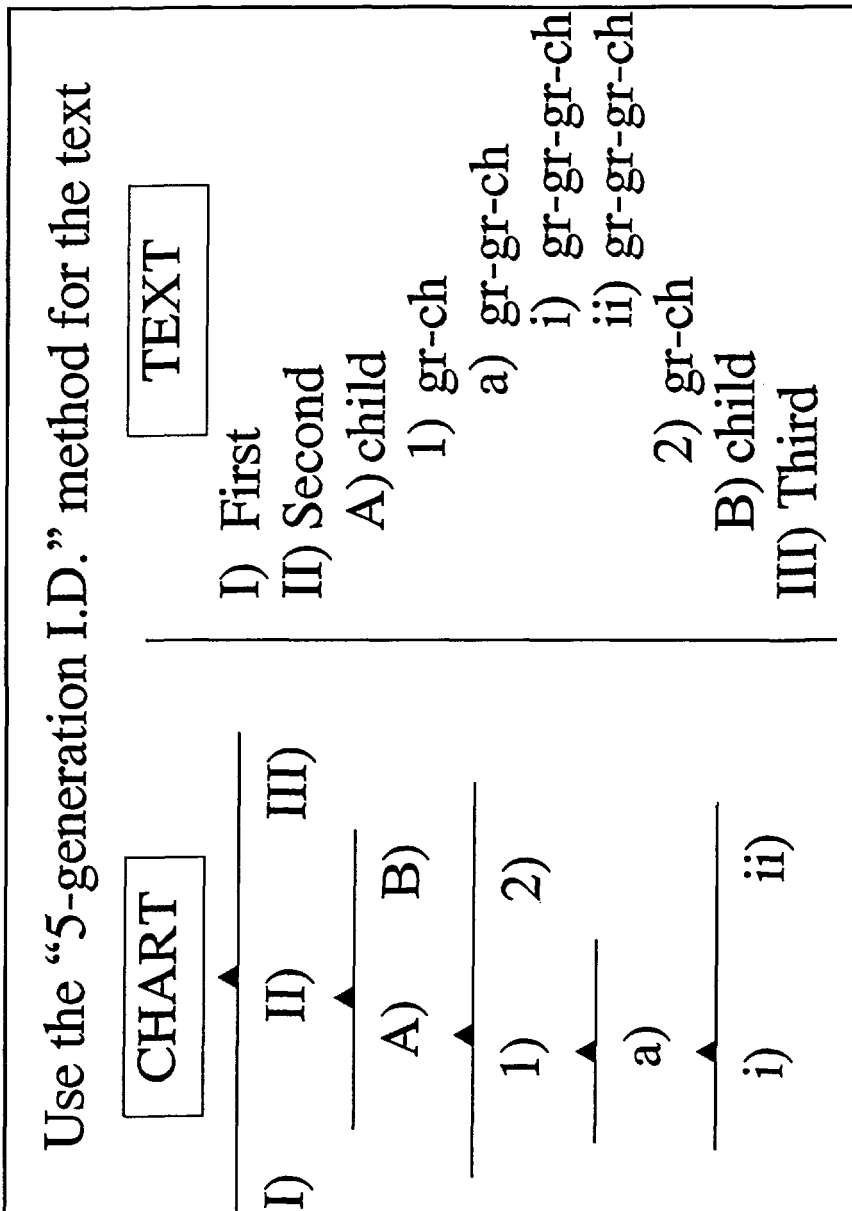 Use the “5-generation I.D.” method for the text
CHART
I) II) III)
A) B)
1) 2)
a)
i) ii)
TEXT
I) First
II) Second
A) child
1) gr-ch
a) gr-gr-ch
i) gr-gr-gr-ch
ii) gr-gr-gr-ch
2) gr-ch
B) child
III) Third